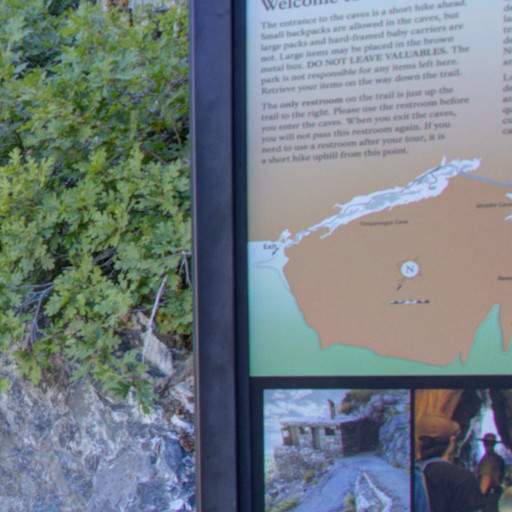 Welcome
The entrance to the caves is a short hike ahead.
Small backpacks are allowed in the caves, but
large packs and hard-framed baby carriers are
not. Large items may be placed in the brown
metal box. DO NOT LEAVE VALUABLES. The
park is not responsible for any items left here.
Retrieve your items on the way down the trail.
The only restroom on the trail is just up the
trail to the right. Please use the restroom before
you enter the caves. When you exit the caves,
you will not pass this restroom again. If you
need to use a restroom after your tour, it is
a short hike uphill from this point.
Timpanogos Cave
Middle Cave
Exit
N